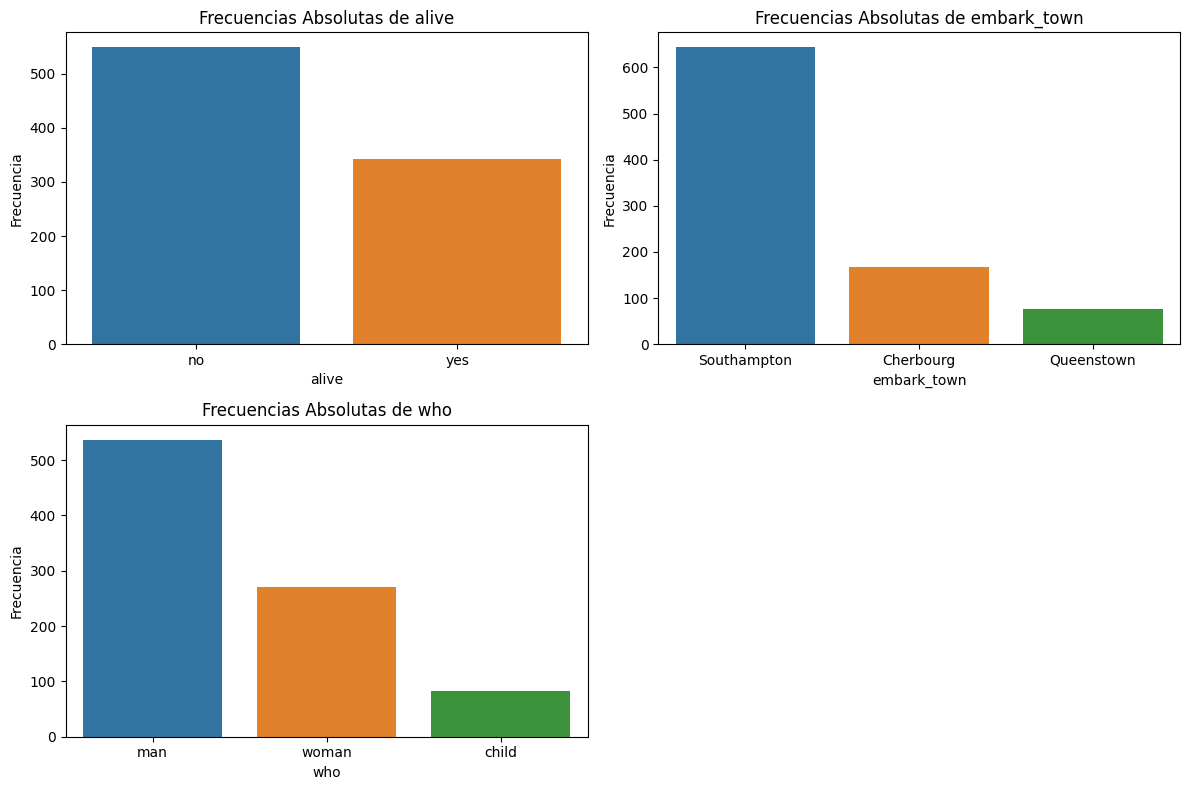 Frecuencias Absolutas de alive
Frecuencia
500
400
300
200
100
0
no yes
alive
Frecuencias Absolutas de embark_town
Frecuencia
600
500
400
300
200
100
0
Southampton Cherbourg Queenstown
embark_town
Frecuencias Absolutas de who
Frecuencia
500
400
300
200
100
0
man woman child
who